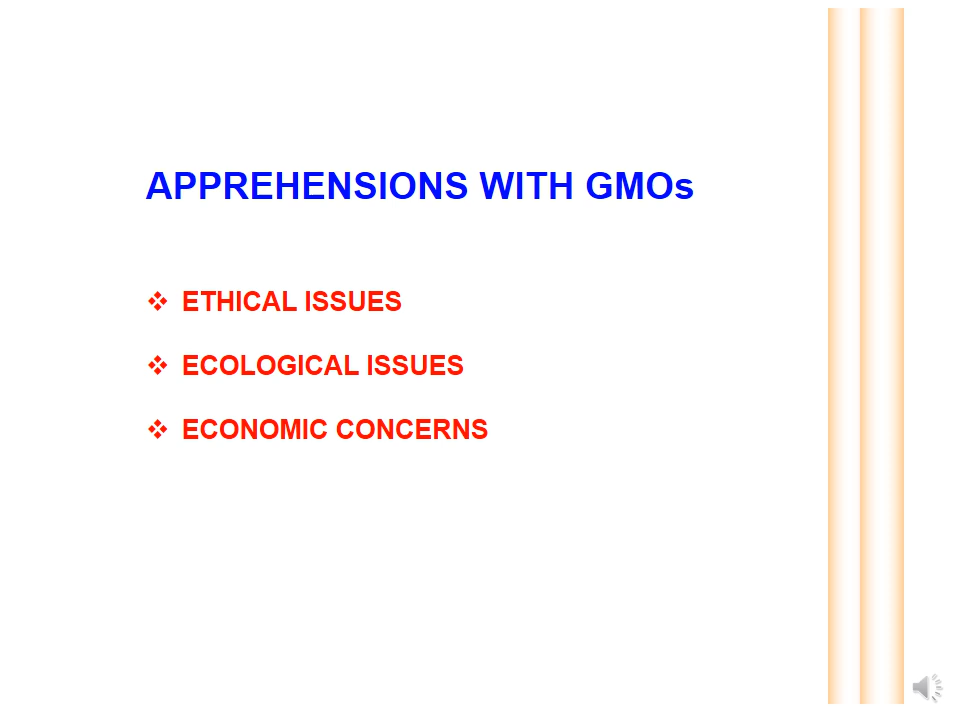 APPREHENSIONS WITH GMOs
❖ ETHICAL ISSUES
❖ ECOLOGICAL ISSUES
❖ ECONOMIC CONCERNS